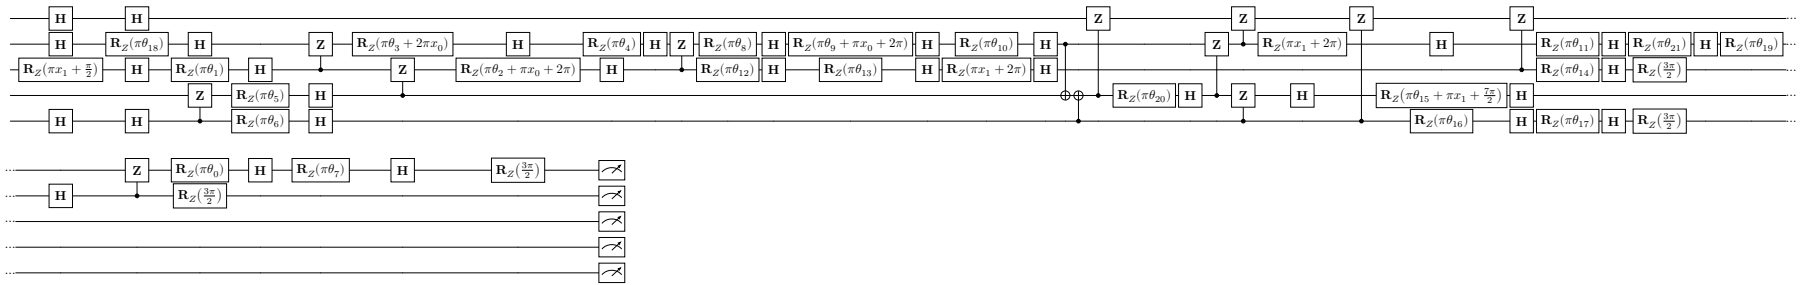 H H Z Z Z Z
H R_Z(πθ_18) H Z R_Z(πθ_3 + 2πx_0) H R_Z(πθ_4) H Z R_Z(πθ_8) H R_Z(πθ_9 + πx_0 + 2π) H R_Z(πθ_10) H Z R_Z(πx_1 + 2π) H R_Z(πθ_11) H R_Z(πθ_21) H R_Z(πθ_19)
R_Z(πx_1 + π/2) H R_Z(πθ_1) H Z R_Z(πθ_2 + πx_0 + 2π) H R_Z(πθ_12) H R_Z(πθ_13) H R_Z(πx_1 + 2π) H R_Z(πθ_14) H R_Z(3π/2)
Z R_Z(πθ_5) H R_Z(πθ_20) H Z H R_Z(πθ_15 + πx_1 + 7π/2) H
H H R_Z(πθ_6) H R_Z(πθ_16) H R_Z(πθ_17) H R_Z(3π/2)
Z R_Z(πθ_0) H R_Z(πθ_7) H R_Z(3π/2)
H R_Z(3π/2)